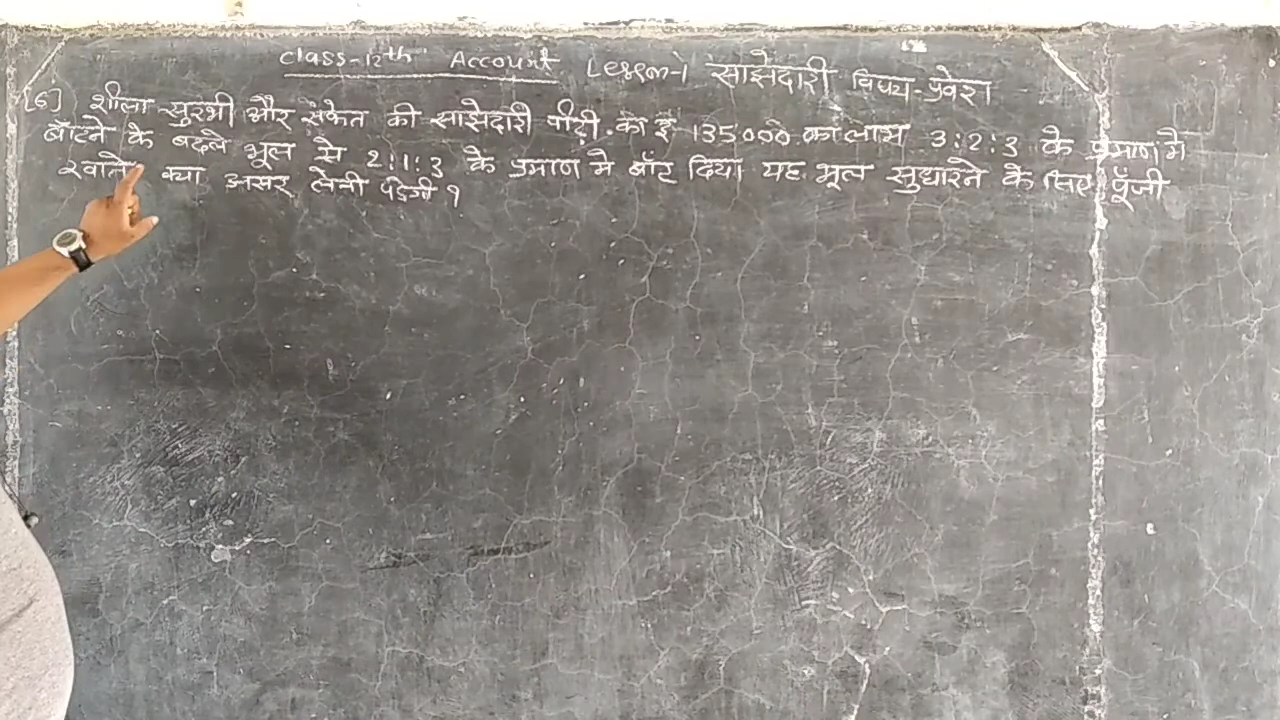 class-12th Account Lesson-1 साझेदारी विषय-प्रवेश
[6] शीला सुरभी और संकेत की साझेदारी पीढ़ी.का ₹ 135000 का लाभ 3:2:3 के प्रमाण मे
बाँटने के बदले भूल से 2:1:3 के प्रमाण मे बाँट दिया यह भूल सुधारने के लिए पूँजी
खाते क्या असर लेनी पडेगी ?